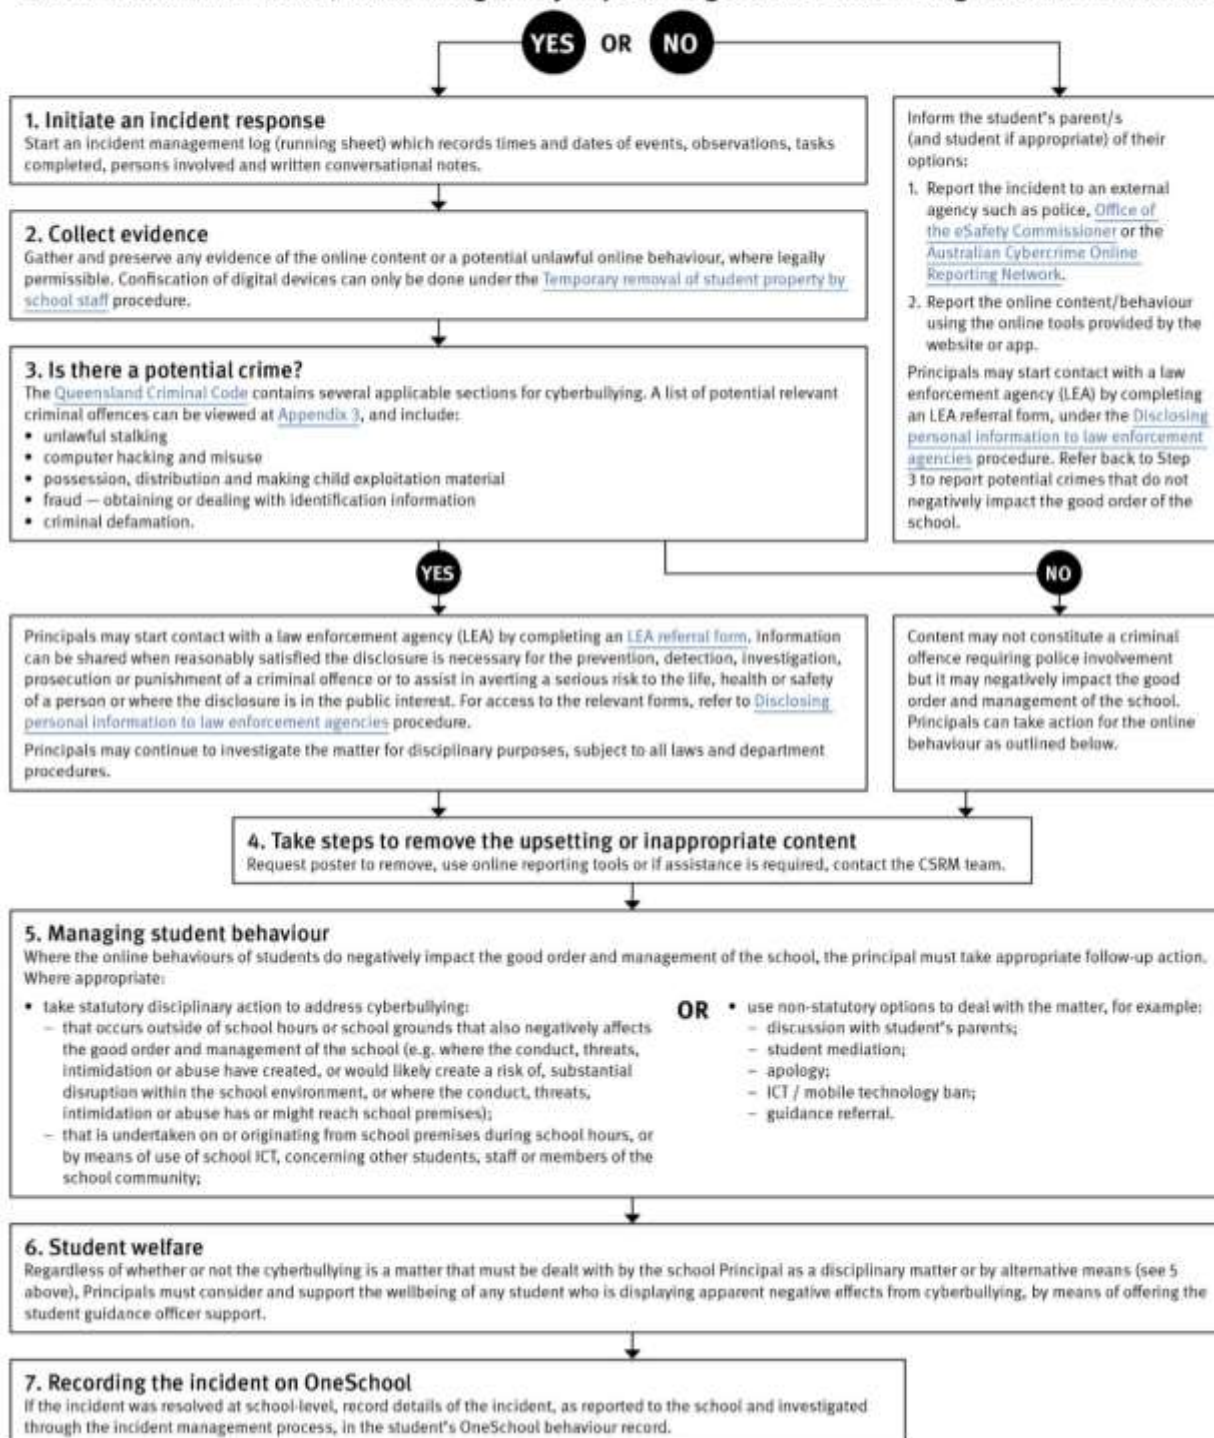 YES OR NO
1. Initiate an incident response
Start an incident management log (running sheet) which records times and dates of events, observations, tasks
completed, persons involved and written conversational notes.
2. Collect evidence
Gather and preserve any evidence of the online content or a potential unlawful online behaviour, where legally
permissible. Confiscation of digital devices can only be done under the Temporary removal of student property by
school staff procedure.
3. Is there a potential crime?
The Queensland Criminal Code contains several applicable sections for cyberbullying. A list of potential relevant
criminal offences can be viewed at Appendix 3, and include:
• unlawful stalking
• computer hacking and misuse
• possession, distribution and making child exploitation material
• fraud — obtaining or dealing with identification information
• criminal defamation.
Inform the student's parent/s
(and student if appropriate) of their
options:
1. Report the incident to an external
agency such as police, Office of
the eSafety Commissioner or the
Australian Cybercrime Online
Reporting Network.
2. Report the online content/behaviour
using the online tools provided by the
website or app.
Principals may start contact with a law
enforcement agency (LEA) by completing
an LEA referral form, under the Disclosing
personal information to law enforcement
agencies procedure. Refer back to Step
3 to report potential crimes that do not
negatively impact the good order of the
school.
YES
NO
Principals may start contact with a law enforcement agency (LEA) by completing an LEA referral form. Information
can be shared when reasonably satisfied the disclosure is necessary for the prevention, detection, investigation,
prosecution or punishment of a criminal offence or to assist in averting a serious risk to the life, health or safety
of a person or where the disclosure is in the public interest. For access to the relevant forms, refer to Disclosing
personal information to law enforcement agencies procedure.
Principals may continue to investigate the matter for disciplinary purposes, subject to all laws and department
procedures.
Content may not constitute a criminal
offence requiring police involvement
but it may negatively impact the good
order and management of the school.
Principals can take action for the online
behaviour as outlined below.
4. Take steps to remove the upsetting or inappropriate content
Request poster to remove, use online reporting tools or if assistance is required, contact the CSRM team.
5. Managing student behaviour
Where the online behaviours of students do negatively impact the good order and management of the school, the principal must take appropriate follow-up action.
Where appropriate:
• take statutory disciplinary action to address cyberbullying:
– that occurs outside of school hours or school grounds that also negatively affects
the good order and management of the school (e.g. where the conduct, threats,
intimidation or abuse have created, or would likely create a risk of, substantial
disruption within the school environment, or where the conduct, threats,
intimidation or abuse has or might reach school premises);
– that is undertaken on or originating from school premises during school hours, or
by means of use of school ICT, concerning other students, staff or members of the
school community;
OR
• use non-statutory options to deal with the matter, for example:
– discussion with student's parents;
– student mediation;
– apology;
– ICT / mobile technology ban;
– guidance referral.
6. Student welfare
Regardless of whether or not the cyberbullying is a matter that must be dealt with by the school Principal as a disciplinary matter or by alternative means (see 5
above), Principals must consider and support the wellbeing of any student who is displaying apparent negative effects from cyberbullying, by means of offering the
student guidance officer support.
7. Recording the incident on OneSchool
If the incident was resolved at school-level, record details of the incident, as reported to the school and investigated
through the incident management process, in the student's OneSchool behaviour record.